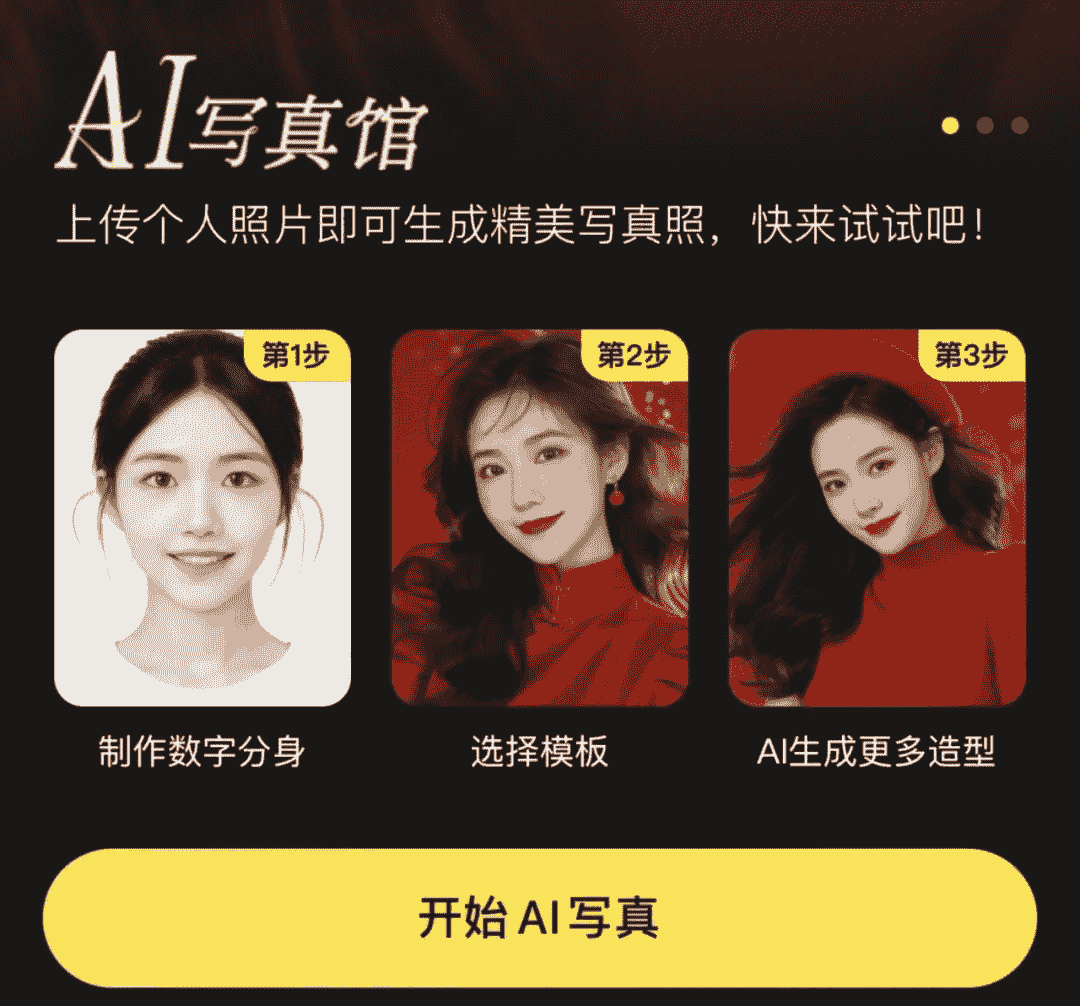 AI写真馆
上传个人照片即可生成精美写真照，快来试试吧！
第1步
第2步
第3步
制作数字分身
选择模板
AI生成更多造型
开始AI写真